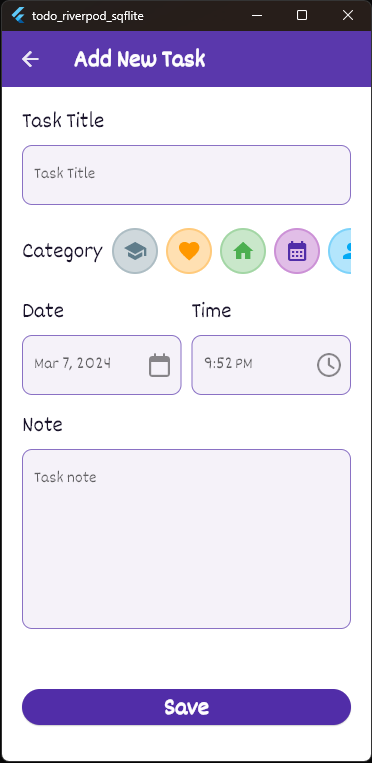 todo_riverpod_sqflite
Add New Task
Task Title
Task Title
Category
Date Time
Mar 7, 2024 9:52 PM
Note
Task note
Save